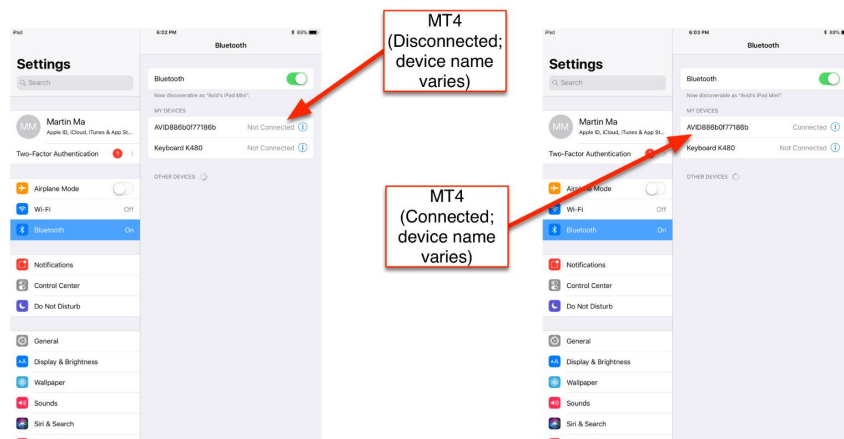 iPad
6:02 PM
89%
Settings
Search
MM
Martin Ma
Apple ID, iCloud, iTunes & App St...
Two-Factor Authentication 1
Airplane Mode
Wi-Fi Off
Bluetooth On
Notifications
Control Center
Do Not Disturb
General
AA Display & Brightness
Wallpaper
Sounds
Siri & Search
Bluetooth
Bluetooth
Now discoverable as "Avid's iPad Mini".
MY DEVICES
AVID886b0f77186b Not Connected i
Keyboard K480 Not Connected i
OTHER DEVICES
MT4
(Disconnected;
device name
varies)
MT4
(Connected;
device name
varies)
iPad
6:03 PM
89%
Settings
Search
MM
Martin Ma
Apple ID, iCloud, iTunes & App St...
Two-Factor Authentication
Airplane Mode
Wi-Fi Off
Bluetooth On
Notifications
Control Center
Do Not Disturb
General
AA Display & Brightness
Wallpaper
Sounds
Siri & Search
Bluetooth
Bluetooth
Now discoverable as "Avid's iPad Mini".
MY DEVICES
AVID886b0f77186b Connected i
Keyboard K480 Not Connected i
OTHER DEVICES